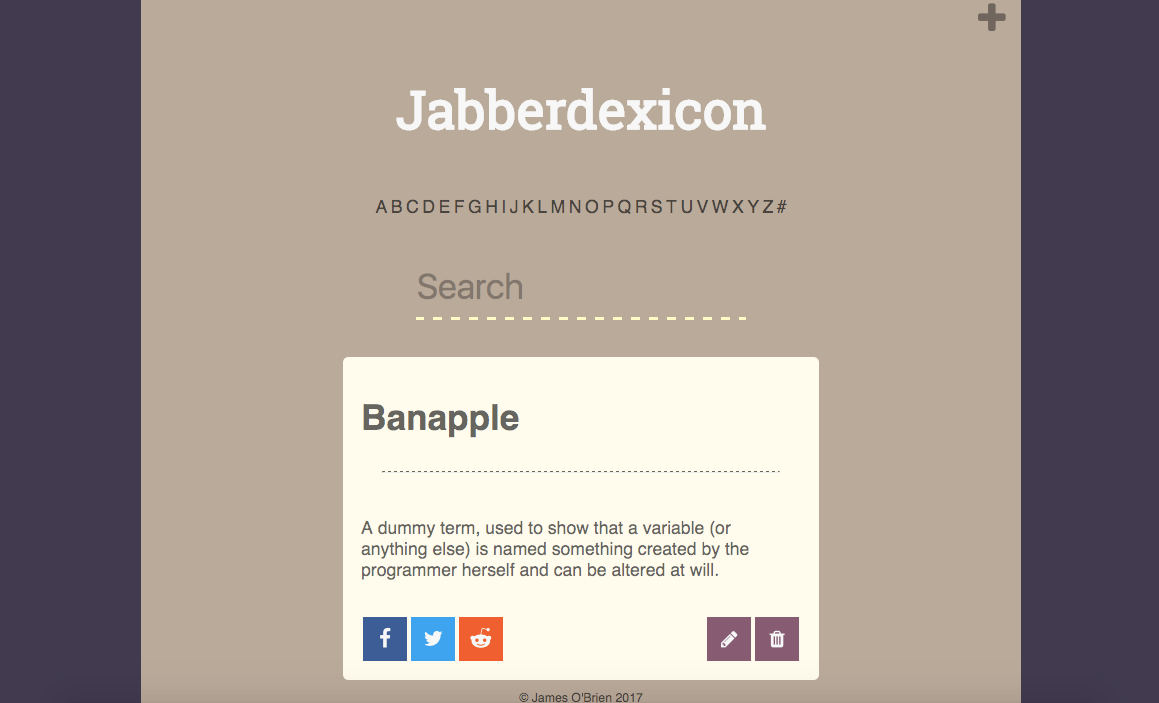 Jabberdexicon
A B C D E F G H I J K L M N O P Q R S T U V W X Y Z #
Search
Banapple
A dummy term, used to show that a variable (or
anything else) is named something created by the
programmer herself and can be altered at will.
© James O'Brien 2017